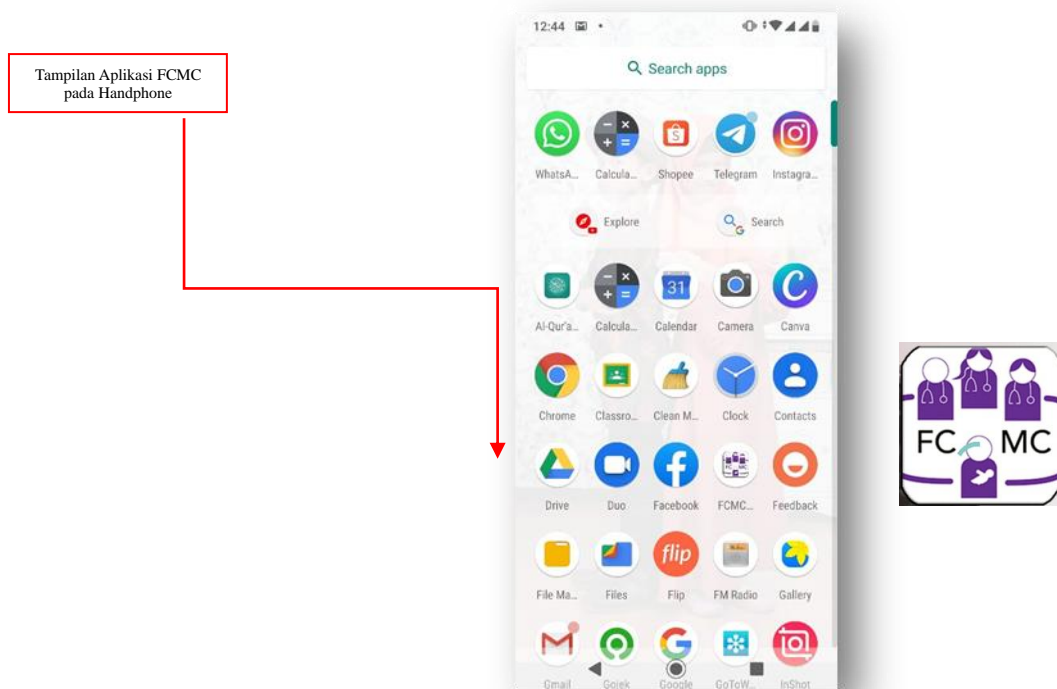 Tampilan Aplikasi FCMC
pada Handphone
12:44
Search apps
WhatsA... Calcula... Shopee Telegram Instagra...
Explore Search
31
Al-Qur'a... Calcula... Calendar Camera Canva
Chrome Classro... Clean M... Clock Contacts
Drive Duo Facebook FCMC... Feedback
flip
File Ma... Files Flip FM Radio Gallery
Gmail Gojek Google GoToW... InShot
FC MC